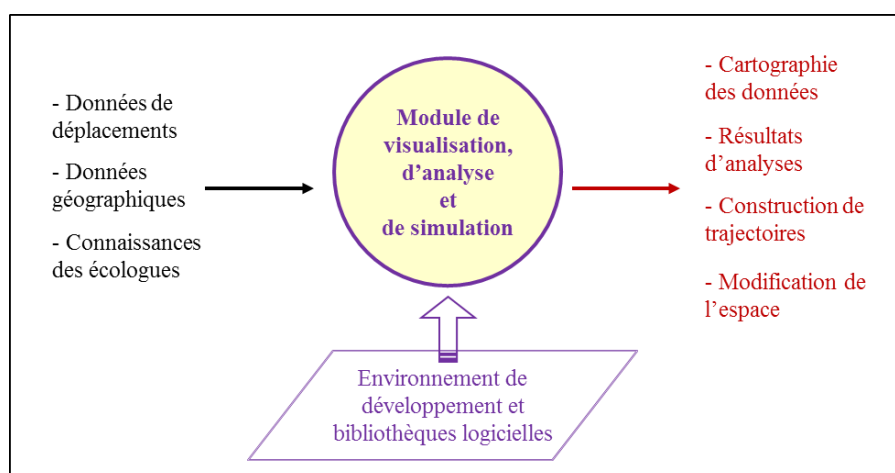 - Données de
déplacements
- Données
géographiques
- Connaissances
des écologues
Module de
visualisation,
d'analyse
et
de simulation
- Cartographie
des données
- Résultats
d'analyses
- Construction de
trajectoires
- Modification de
l'espace
Environnement de
développement et
bibliothèques logicielles